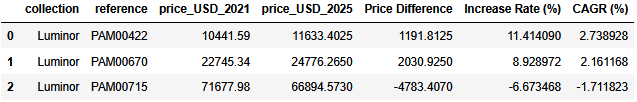 collection reference price_USD_2021 price_USD_2025 Price Difference Increase Rate (%) CAGR (%)
0 Luminor PAM00422 10441.59 11633.4025 1191.8125 11.414090 2.738928
1 Luminor PAM00670 22745.34 24776.2650 2030.9250 8.928972 2.161168
2 Luminor PAM00715 71677.98 66894.5730 -4783.4070 -6.673468 -1.711823